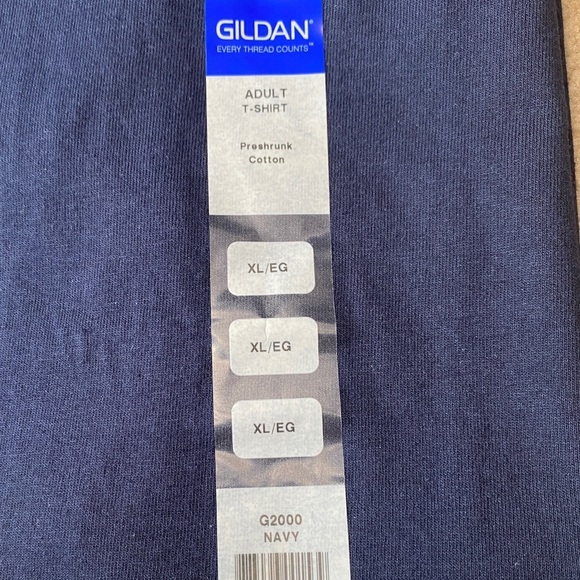 GILDAN®
EVERY THREAD COUNTS™
ADULT
T-SHIRT
Preshrunk
Cotton
XL/EG
XL/EG
XL/EG
G2000
NAVY